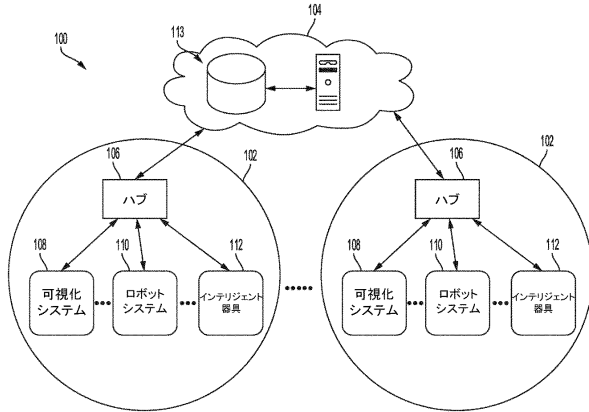 104
113
100
106
102
106
102
ハブ
ハブ
108
110
112
108
110
112
可視化
システム
ロボット
システム
インテリジェント
器具
可視化
システム
ロボット
システム
インテリジェント
器具